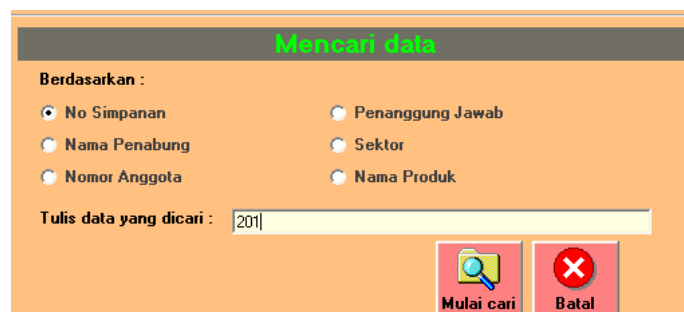 Mencari data
Berdasarkan :
No Simpanan
Penanggung Jawab
Nama Penabung
Sektor
Nomor Anggota
Nama Produk
Tulis data yang dicari : 201
Mulai cari
Batal